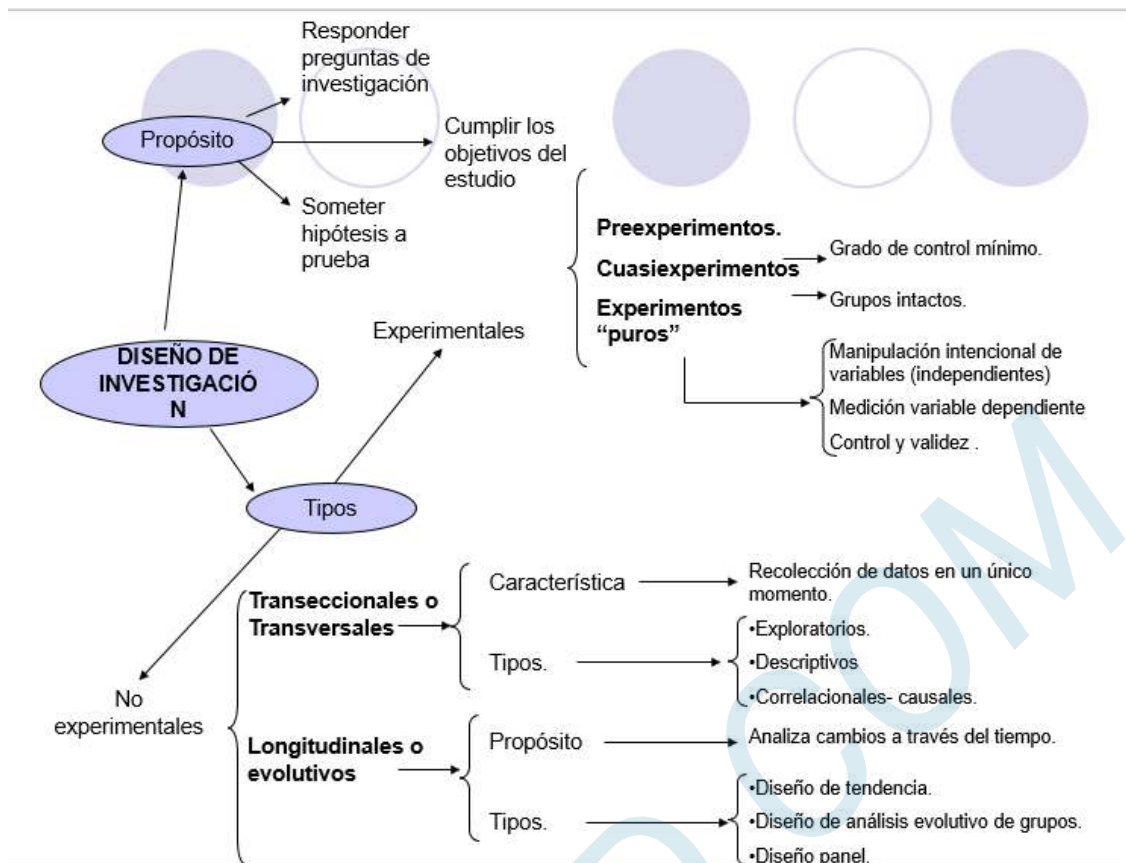 Responder
preguntas de
investigación
Propósito
Cumplir los
objetivos del
estudio
Someter
hipótesis a
prueba
Preexperimentos.
Grado de control mínimo.
Cuasiexperimentos
Grupos intactos.
Experimentos
“puros”
Experimentales
Manipulación intencional de
variables (independientes)
Medición variable dependiente
Control y validez .
DISEÑO DE
INVESTIGACIÓ
N
Tipos
Transeccionales o
Transversales
Característica
Recolección de datos en un único
momento.
Tipos.
•Exploratorios.
•Descriptivos
•Correlacionales- causales.
No
experimentales
Longitudinales o
evolutivos
Propósito
Analiza cambios a través del tiempo.
Tipos.
•Diseño de tendencia.
•Diseño de análisis evolutivo de grupos.
•Diseño panel.
COM